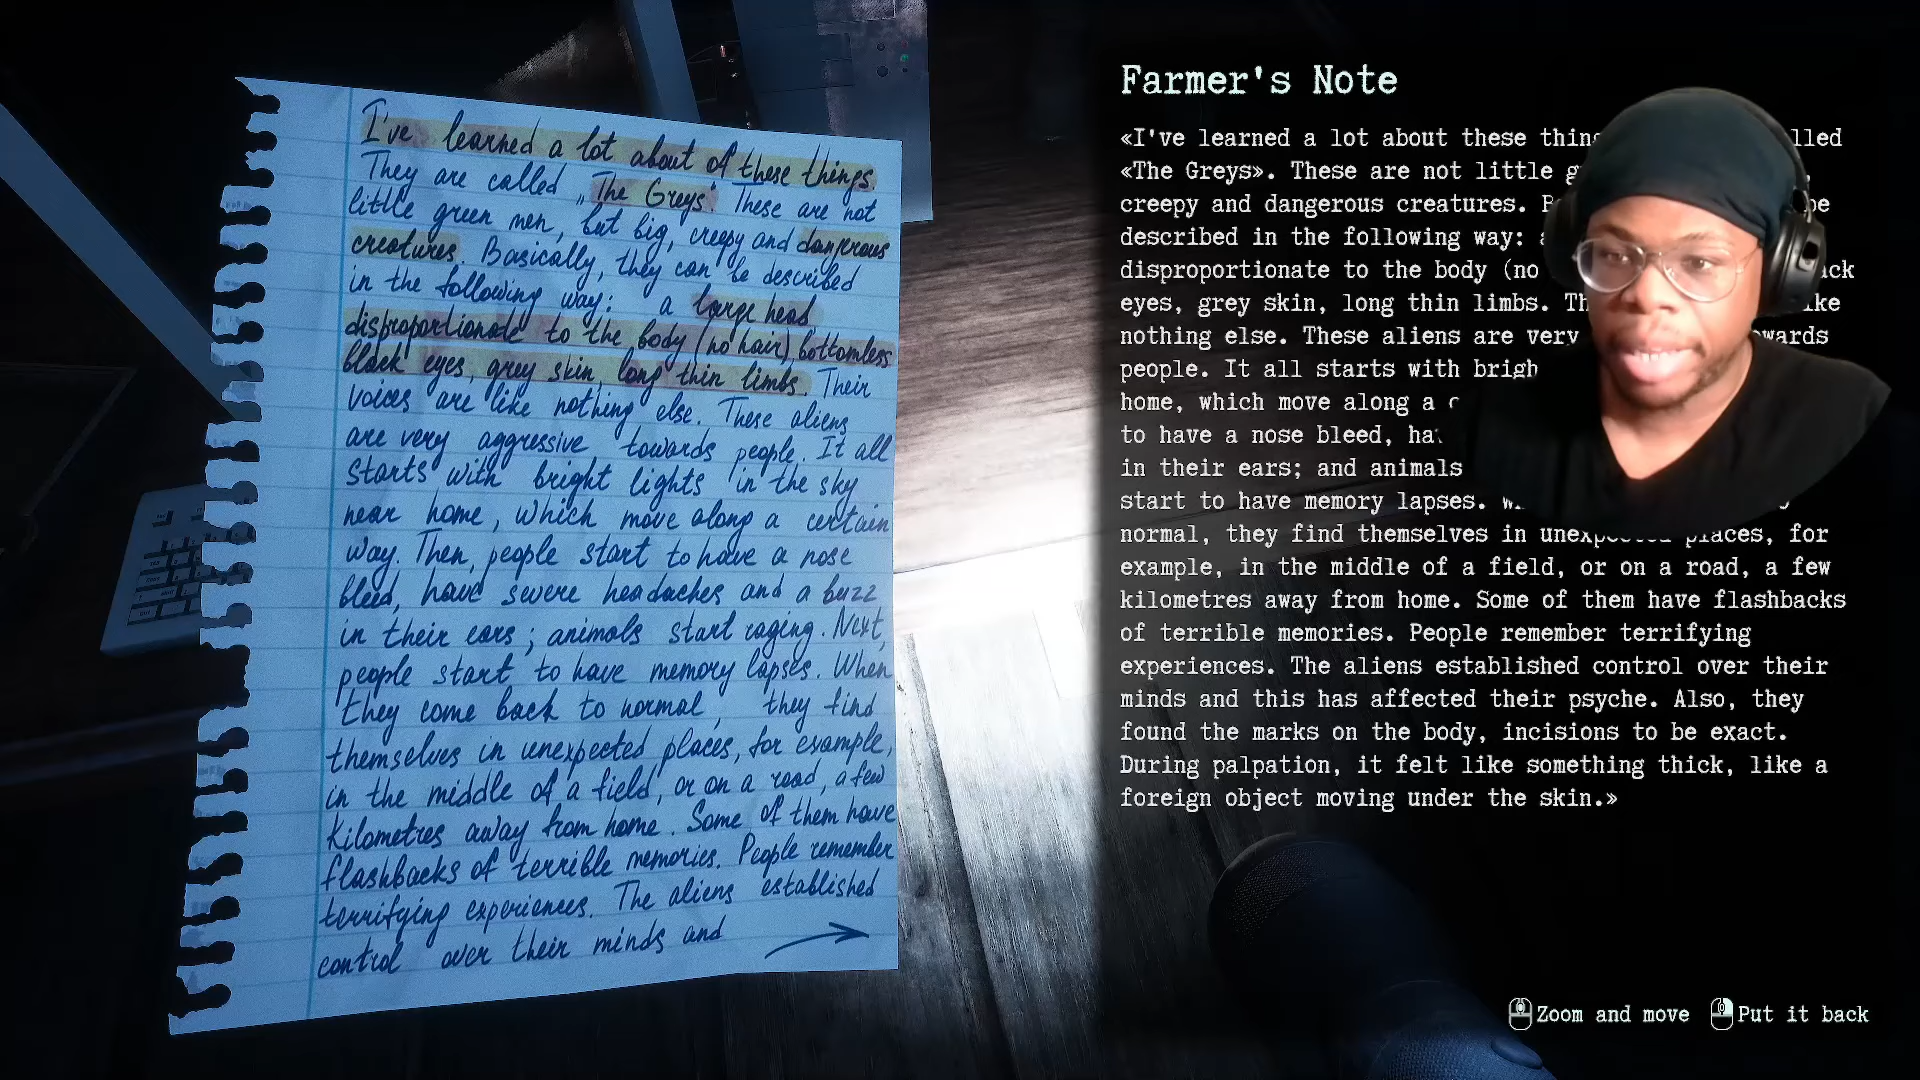 I've learned a lot about of these things.
They are called „The Greys". These are not
little green men, but big, creepy and dangerous
creatures. Basically, they can be described
in the following way: a large head
disproportionate to the body (no hair), bottomless
black eyes, grey skin, long thin limbs. Their
voices are like nothing else. These aliens
are very aggressive towards people. It all
starts with bright lights in the sky
near home, which move along a certain
way. Then, people start to have a nose
bleed, have severe headaches and a buzz
in their ears; animals start raging. Next,
people start to have memory lapses. When
they come back to normal, they find
themselves in unexpected places, for example,
in the middle of a field, or on a road, a few
kilometres away from home. Some of them have
flashbacks of terrible memories. People remember
terrifying experiences. The aliens established
control over their minds and
Farmer's Note
«I've learned a lot about these lled
«The Greys». These are not little
creepy and dangerous creatures. be
described in the following way:
disproportionate to the body (no
eyes, grey skin, long thin limbs.
nothing else. These aliens are very
people. It all starts with
home, which move along a
to have a nose bleed,
in their ears; and animals
start to have memory lapses.
normal, they find themselves in unexpected places, for
example, in the middle of a field, or on a road, a few
kilometres away from home. Some of them have flashbacks
of terrible memories. People remember terrifying
experiences. The aliens established control over their
minds and this has affected their psyche. Also, they
found the marks on the body, incisions to be exact.
During palpation, it felt like something thick, like a
foreign object moving under the skin.»
Zoom and move Put it back